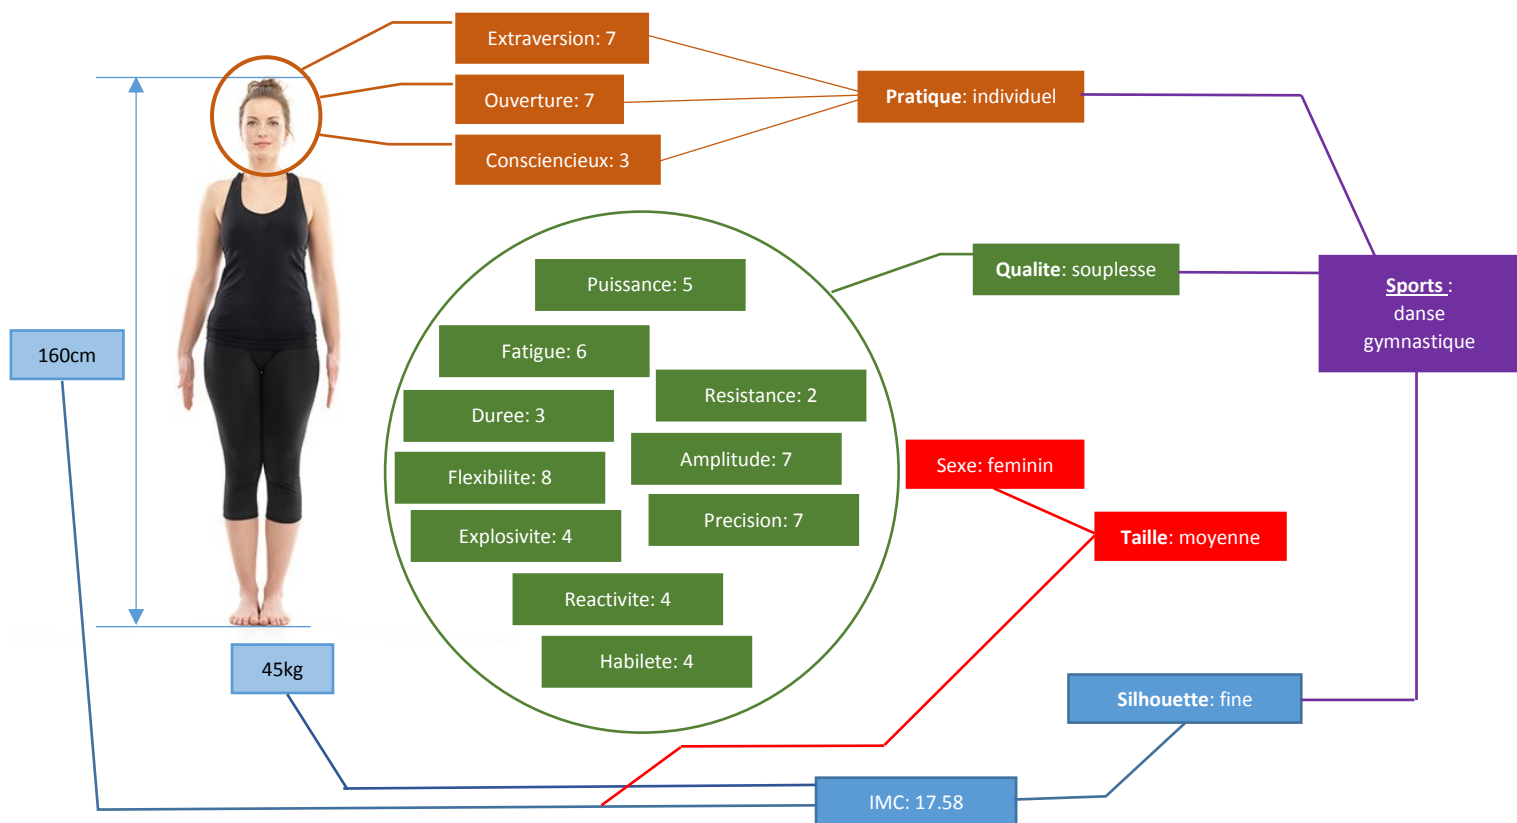 Extraversion: 7
Ouverture: 7
Consciencieux: 3
Pratique: individuel
Qualite: souplesse
Puissance: 5
Fatigue: 6
Resistance: 2
Duree: 3
Amplitude: 7
Flexibilite: 8
Precision: 7
Explosivite: 4
Reactivite: 4
Habilete: 4
Sports :
danse
gymnastique
160cm
Sexe: feminin
Taille: moyenne
45kg
Silhouette: fine
IMC: 17.58